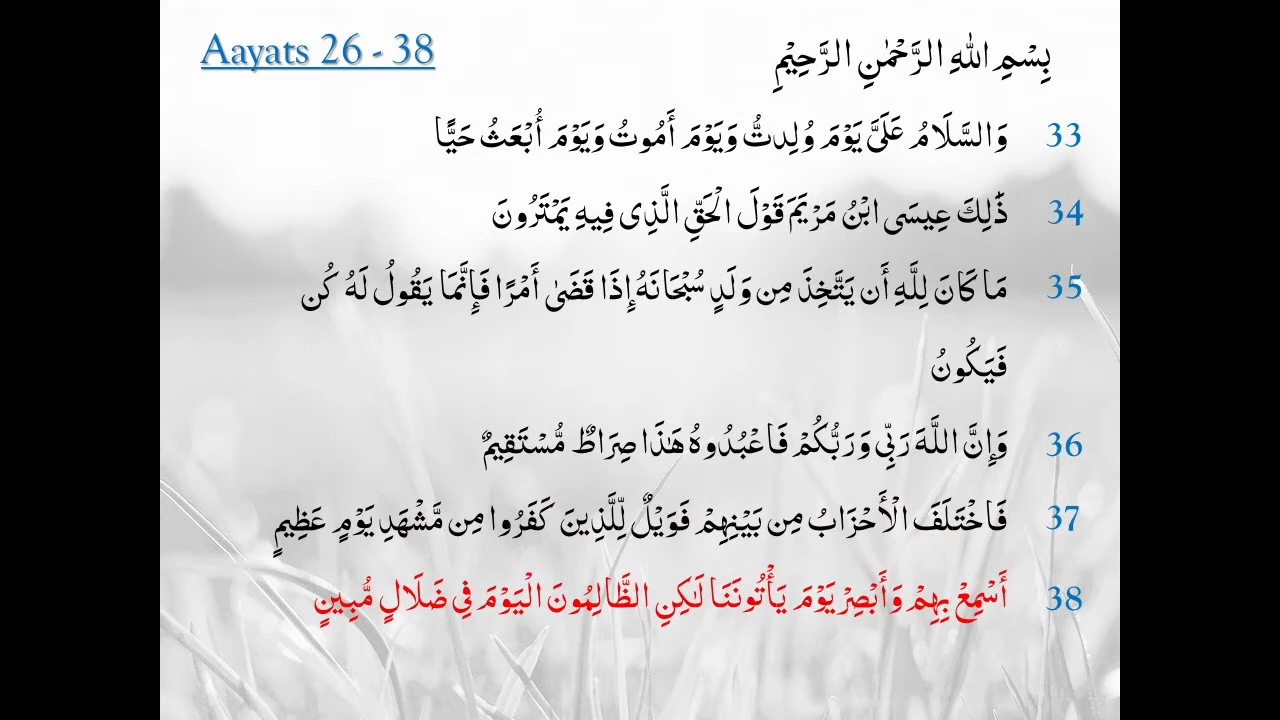 Aayats 26 - 38
بِسْمِ اللهِ الرَّحْمٰنِ الرَّحِيْمِ
33 وَالسَّلَامُ عَلَيَّ يَوْمَ وُلِدتُّ وَيَوْمَ أَمُوتُ وَيَوْمَ أُبْعَثُ حَيًّا
34 ذَٰلِكَ عِيسَى ابْنُ مَرْيَمَ قَوْلَ الْحَقِّ الَّذِى فِيهِ يَمْتَرُونَ
35 مَا كَانَ لِلَّهِ أَن يَتَّخِذَ مِن وَلَدٍ سُبْحَانَهُ إِذَا قَضَىٰ أَمْرًا فَإِنَّمَا يَقُولُ لَهُ كُن
فَيَكُونُ
36 وَإِنَّ اللَّهَ رَبِّى وَرَبُّكُمْ فَاعْبُدُوهُ هَٰذَا صِرَاطٌ مُّسْتَقِيمٌ
37 فَاخْتَلَفَ الْأَحْزَابُ مِن بَيْنِهِمْ فَوَيْلٌ لِّلَّذِينَ كَفَرُوا مِن مَّشْهَدِ يَوْمٍ عَظِيمٍ
38 أَسْمِعْ بِهِمْ وَأَبْصِرْ يَوْمَ يَأْتُونَنَا لَٰكِنِ الظَّالِمُونَ الْيَوْمَ فِى ضَلَالٍ مُّبِينٍ